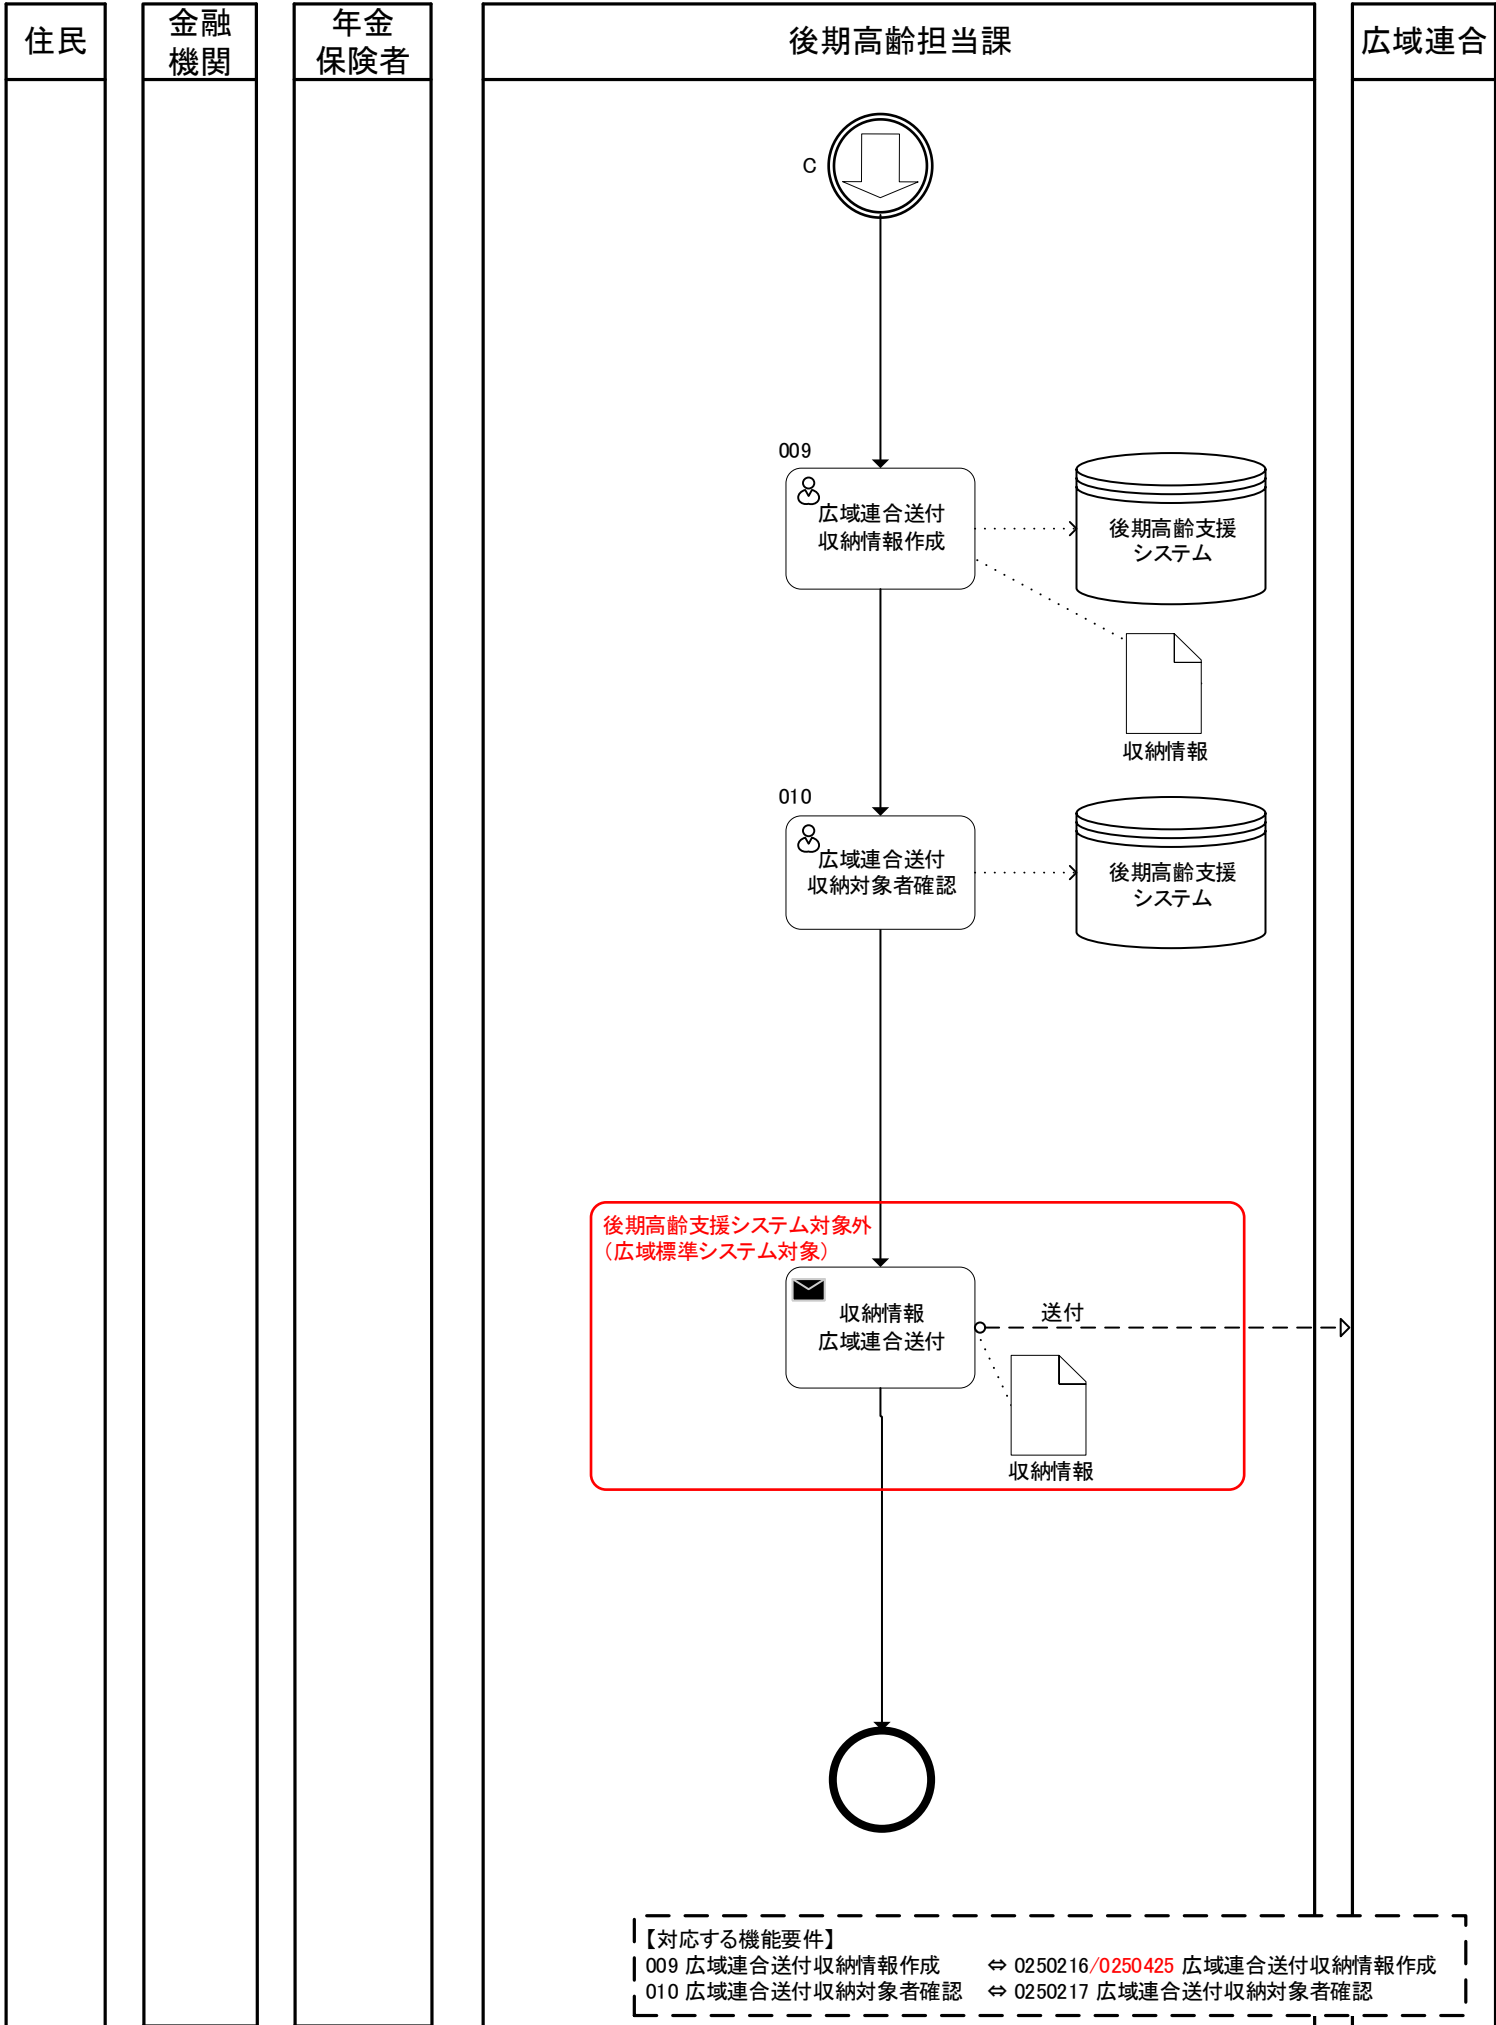 住民
金融
機関
年金
保険者
後期高齢担当課
広域連合
C
009
広域連合送付
収納情報作成
後期高齢支援
システム
収納情報
010
広域連合送付
収納対象者確認
後期高齢支援
システム
後期高齢支援システム対象外
（広域標準システム対象）
収納情報
広域連合送付
送付
収納情報
【対応する機能要件】
009 広域連合送付収納情報作成 ⇔ 0250216/0250425 広域連合送付収納情報作成
010 広域連合送付収納対象者確認 ⇔ 0250217 広域連合送付収納対象者確認